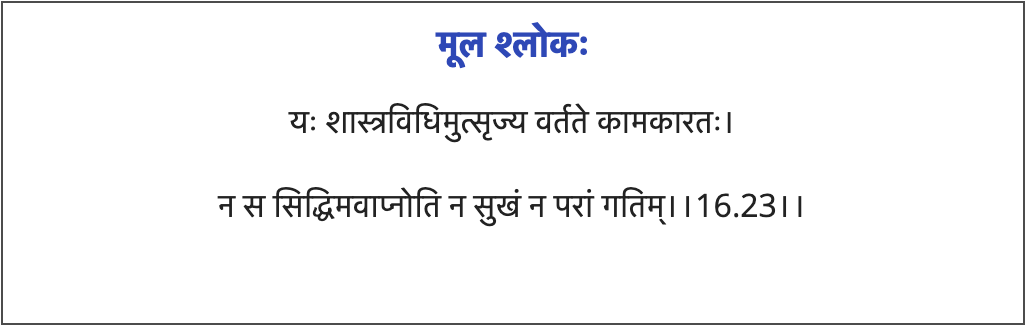 मूल श्लोकः
यः शास्त्रविधिमुत्सृज्य वर्तते कामकारतः।
न स सिद्धिमवाप्नोति न सुखं न परां गतिम्।।16.23।।